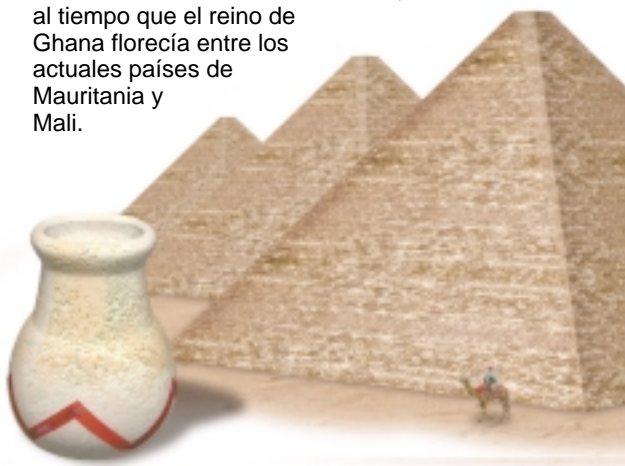 al tiempo que el reino de
Ghana florecía entre los
actuales países de
Mauritania y
Mali.